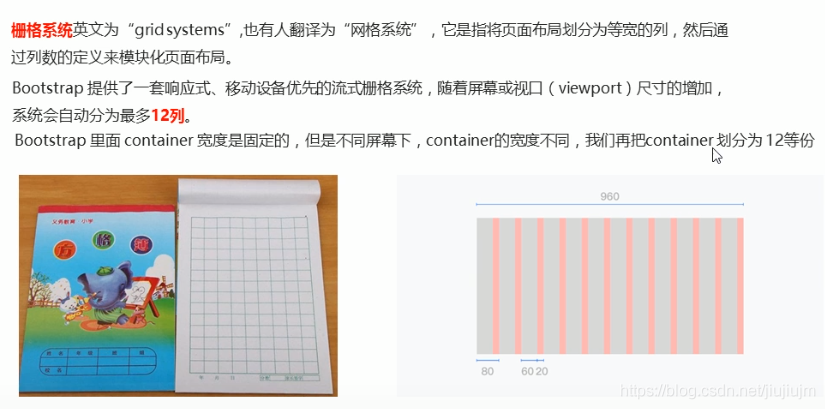 栅格系统英文为“grid systems”,也有人翻译为“网格系统”，它是指将页面布局划分为等宽的列，然后通
过列数的定义来模块化页面布局。
Bootstrap 提供了一套响应式、移动设备优先的流式栅格系统，随着屏幕或视口（viewport）尺寸的增加，
系统会自动分为最多12列。
Bootstrap 里面 container 宽度是固定的，但是不同屏幕下，container的宽度不同，我们再把container划分为12等份
义务教育 小学
方格
960
80
60 20
https://blog.csdn.net/jiujiujm